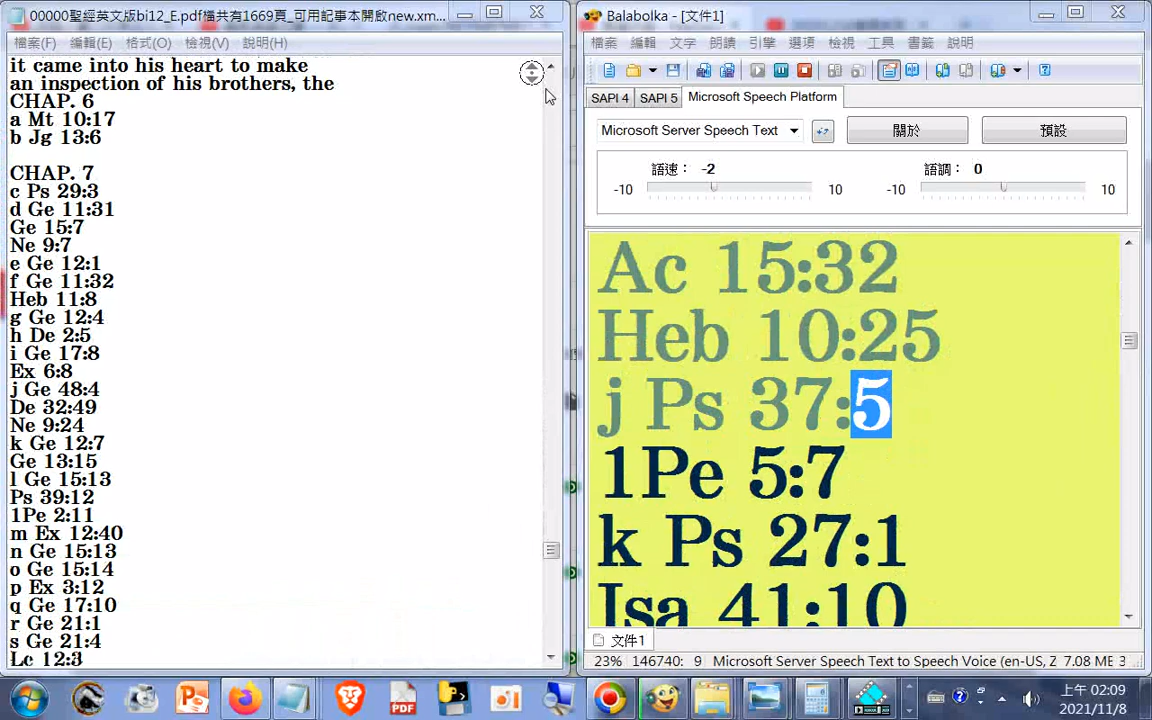 00000聖經英文版bi12_E.pdf檔共有1669頁_可用記事本開啟new.xm...
檔案(F) 編輯(E) 格式(O) 檢視(V) 說明(H)
it came into his heart to make
an inspection of his brothers, the
CHAP. 6
a Mt 10:17
b Jg 13:6
CHAP. 7
c Ps 29:3
d Ge 11:31
Ge 15:7
Ne 9:7
e Ge 12:1
f Ge 11:32
Heb 11:8
g Ge 12:4
h De 2:5
i Ge 17:8
Ex 6:8
j Ge 48:4
De 32:49
Ne 9:24
k Ge 12:7
Ge 13:15
l Ge 15:13
Ps 39:12
1Pe 2:11
m Ex 12:40
n Ge 15:13
o Ge 15:14
p Ex 3:12
q Ge 17:10
r Ge 21:1
s Ge 21:4
Lc 12:3
Balabolka - [文件1]
檔案 編輯 文字 朗讀 引擎 選項 檢視 工具 書籤 說明
SAPI 4 SAPI 5 Microsoft Speech Platform
Microsoft Server Speech Text 關於 預設
語速： -2 語調： 0
-10 10 -10 10
Ac 15:32
Heb 10:25
j Ps 37:5
1Pe 5:7
k Ps 27:1
Isa 41:10
文件1
23% 146740: 9 Microsoft Server Speech Text to Speech Voice (en-US, Z 7.08 MB 3
PDF
上午 02:09
2021/11/8